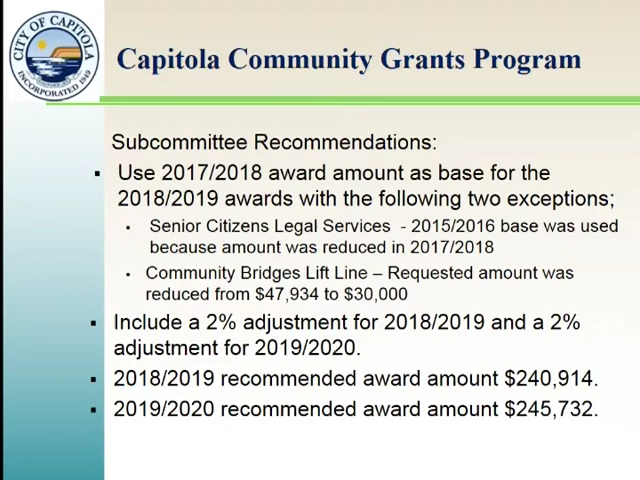 CITY OF CAPITOLA
INCORPORATED 1949
Capitola Community Grants Program
Subcommittee Recommendations:
▪ Use 2017/2018 award amount as base for the
2018/2019 awards with the following two exceptions;
▪ Senior Citizens Legal Services - 2015/2016 base was used
because amount was reduced in 2017/2018
▪ Community Bridges Lift Line – Requested amount was
reduced from $47,934 to $30,000
▪ Include a 2% adjustment for 2018/2019 and a 2%
adjustment for 2019/2020.
▪ 2018/2019 recommended award amount $240,914.
▪ 2019/2020 recommended award amount $245,732.